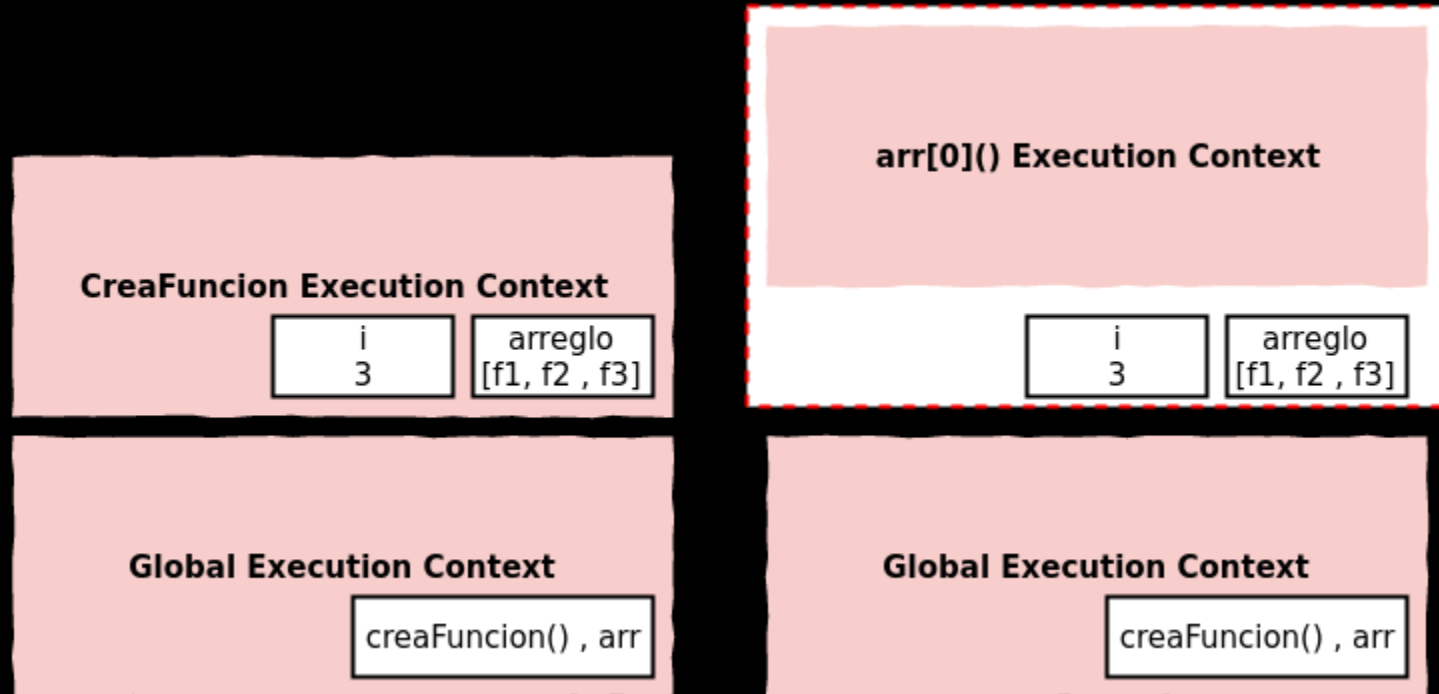 CreaFuncion Execution Context
i
3
arreglo
[f1, f2 , f3]
Global Execution Context
creaFuncion() , arr
arr[0]() Execution Context
i
3
arreglo
[f1, f2 , f3]
Global Execution Context
creaFuncion() , arr